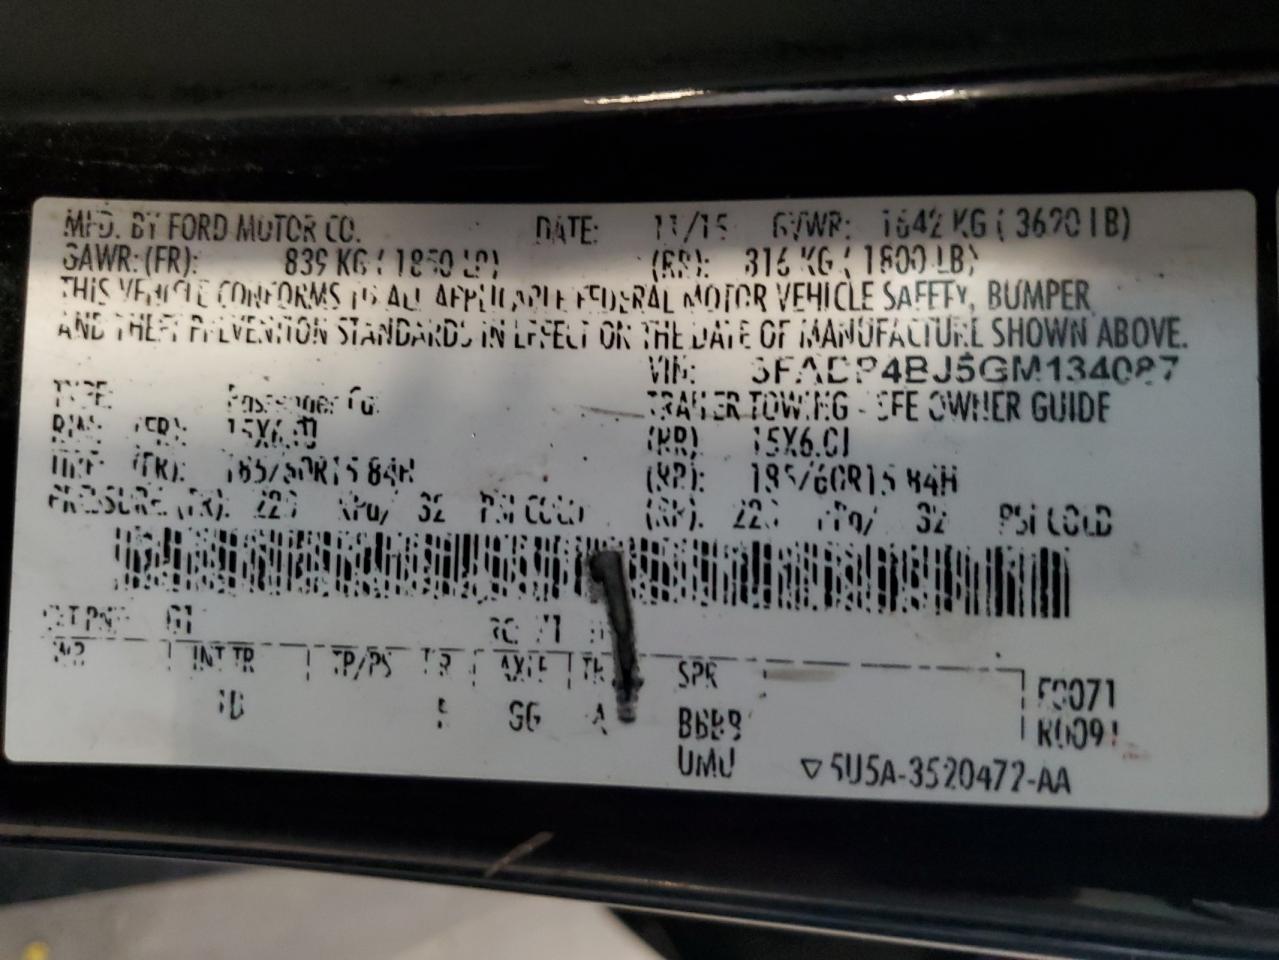 MFD. BY FORD MOTOR CO. DATE: 11/15 GVWR: 1642 KG ( 3620 LB)
GAWR: (FR): 839 KG ( 1850 LB) (RR): 816 KG ( 1800 LB)
THIS VEHICLE CONFORMS TO ALL APPLICABLE FEDERAL MOTOR VEHICLE SAFETY, BUMPER
AND THEFT PREVENTION STANDARDS IN EFFECT ON THE DATE OF MANUFACTURE SHOWN ABOVE.
VIN: 3FADP4BJ5GM134087
TYPE: Passenger Car TRAILER TOWING - SEE OWNER GUIDE
RIM: (FR): 15X6.0J (RR): 15X6.0J
TIRE: (FR): 185/60R15 84H (RR): 185/60R15 84H
PRESSURE: (FR): 220 kPa/ 32 PSI COLD (RR): 220 kPa/ 32 PSI COLD
EXT PNT: G1 RC: 71
WB INT TR TP/PS R AXLE TR SPR
GG A BBBB F0071
UMU R0091
▽5U5A-3520472-AA